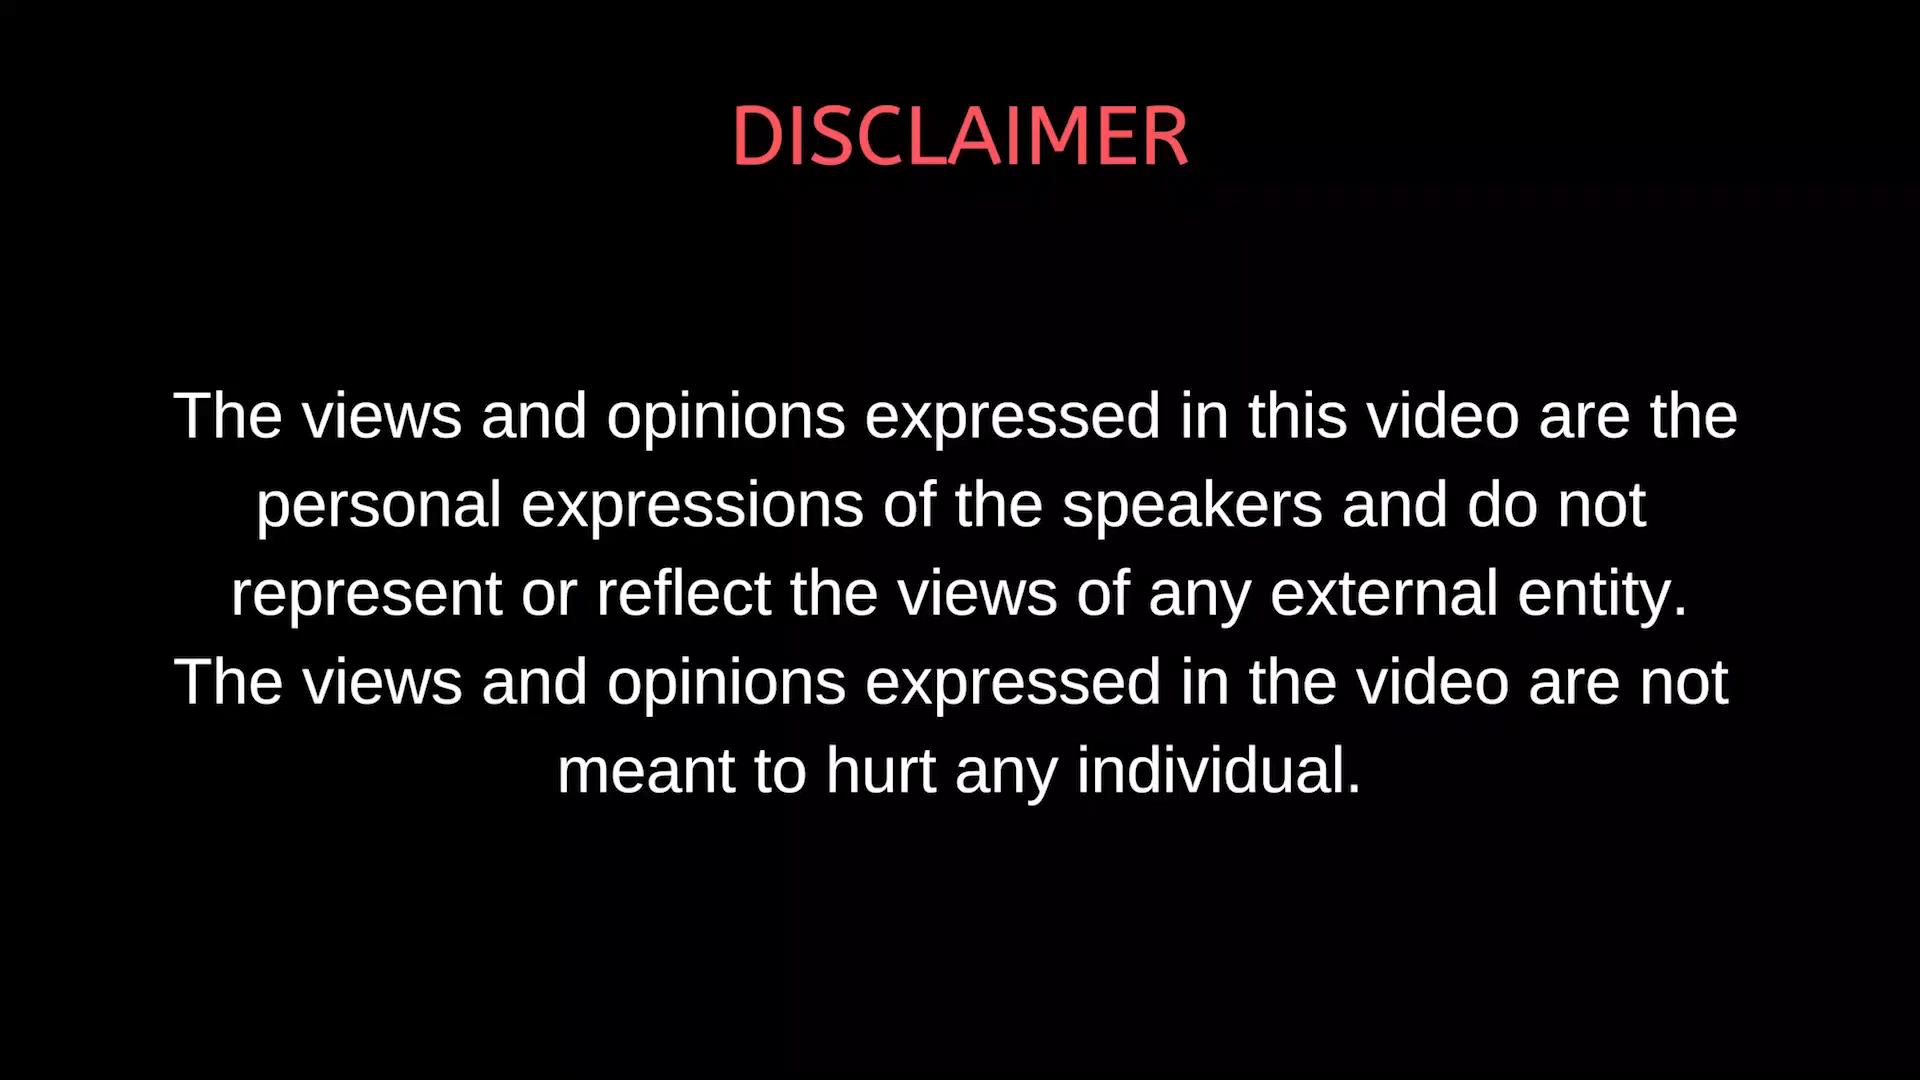 DISCLAIMER
The views and opinions expressed in this video are the
personal expressions of the speakers and do not
represent or reflect the views of any external entity.
The views and opinions expressed in the video are not
meant to hurt any individual.